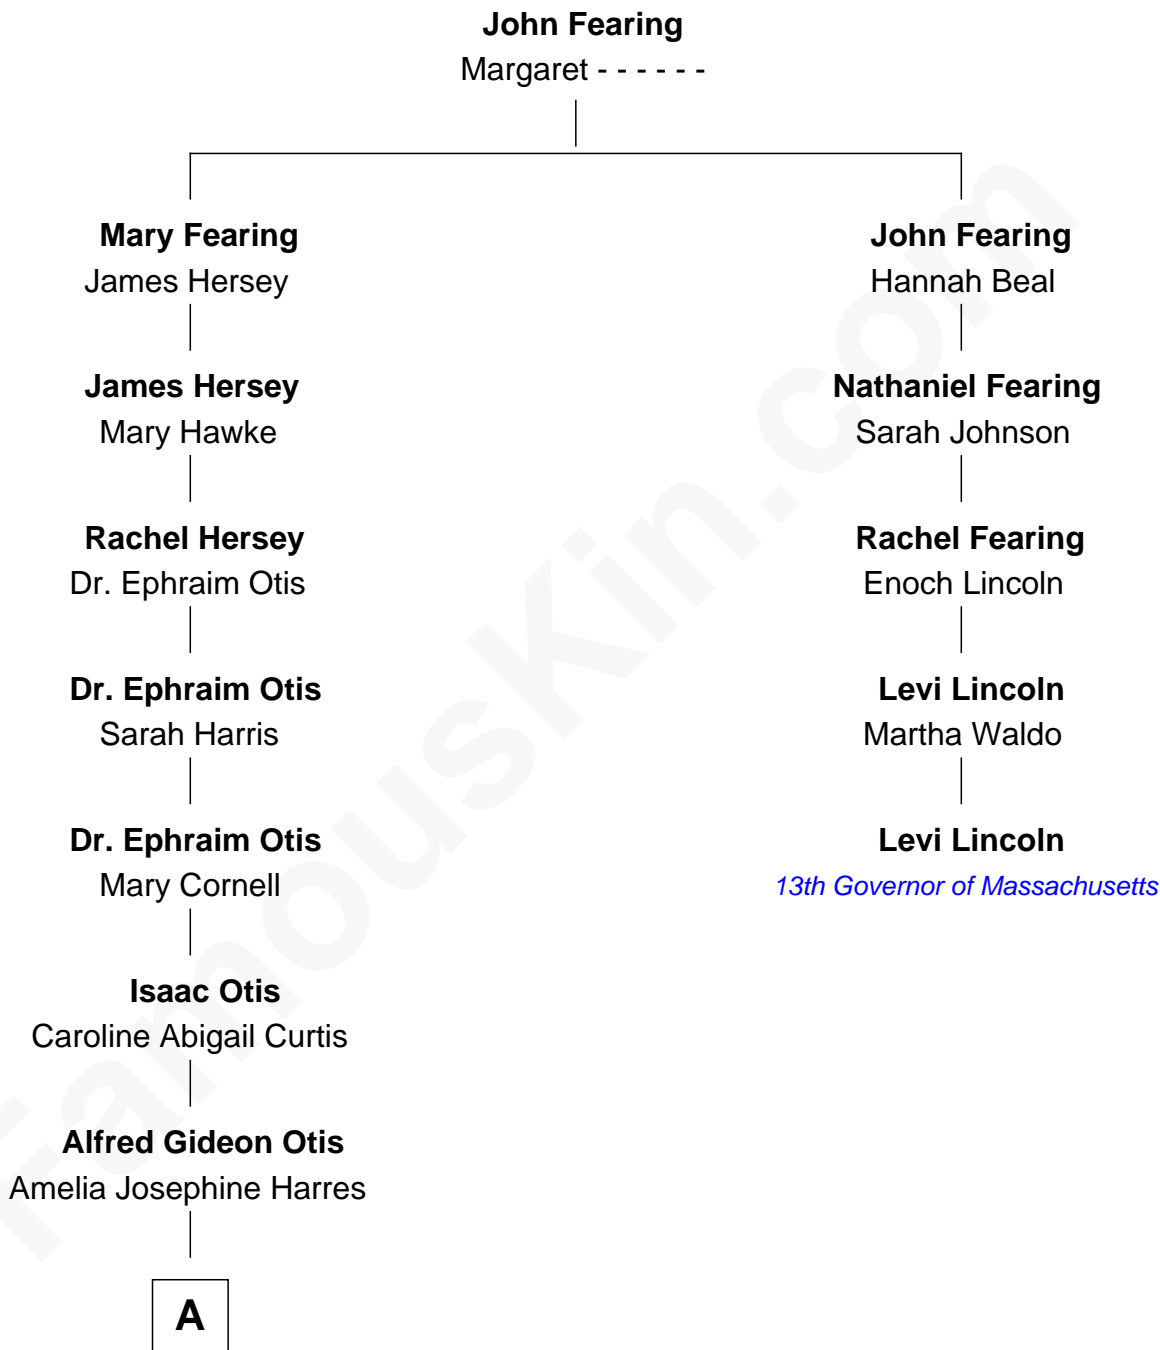 John Fearing
Margaret - - - - - -
Mary Fearing
James Hersey
John Fearing
Hannah Beal
James Hersey
Mary Hawke
Nathaniel Fearing
Sarah Johnson
Rachel Hersey
Dr. Ephraim Otis
Rachel Fearing
Enoch Lincoln
Dr. Ephraim Otis
Sarah Harris
Levi Lincoln
Martha Waldo
Dr. Ephraim Otis
Mary Cornell
Levi Lincoln
13th Governor of Massachusetts
Isaac Otis
Caroline Abigail Curtis
Alfred Gideon Otis
Amelia Josephine Harres
A
FamousKin.com